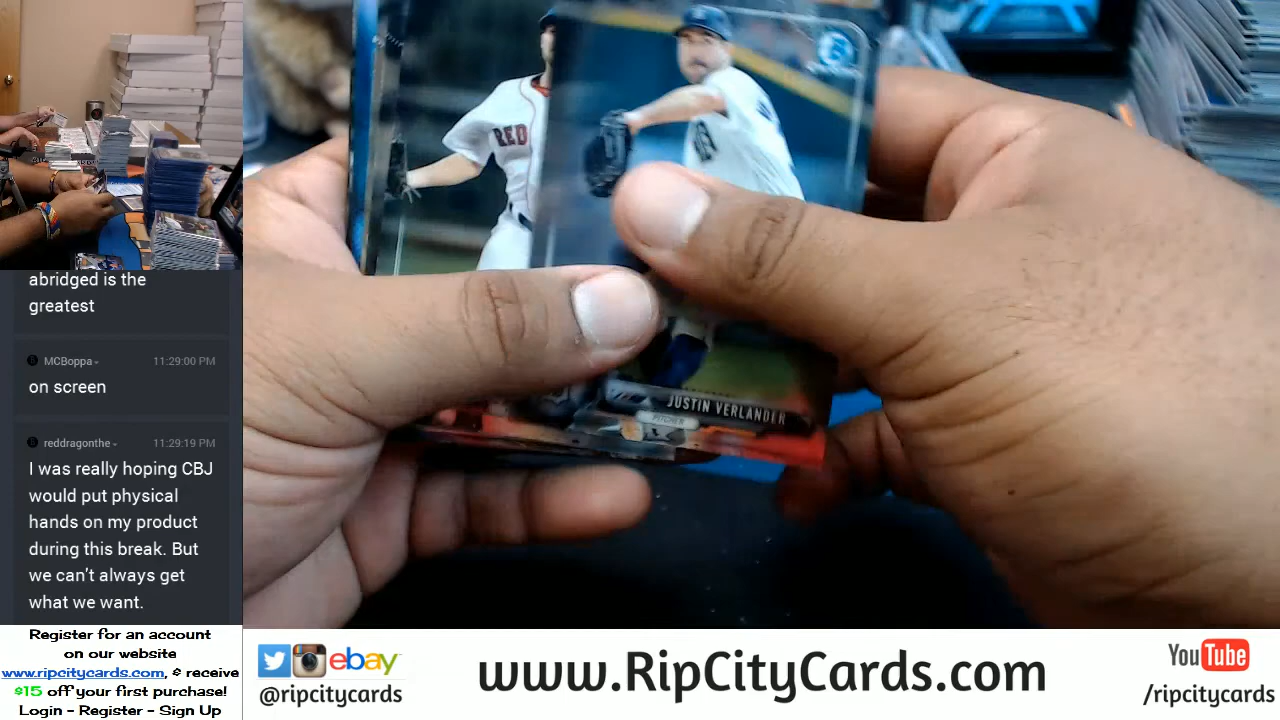 abridged is the
greatest
MCBoppa
11:29:00 PM
on screen
reddragonthe
11:29:19 PM
I was really hoping CBJ
would put physical
hands on my product
during this break. But
we can't always get
what we want.
Register for an account
on our website
www.ripcitycards.com, & receive
$15 off your first purchase!
Login - Register - Sign Up
RED
JUSTIN VERLANDER
PITCHER
ebay
@ripcitycards
www.RipCityCards.com
YouTube
/ripcitycards